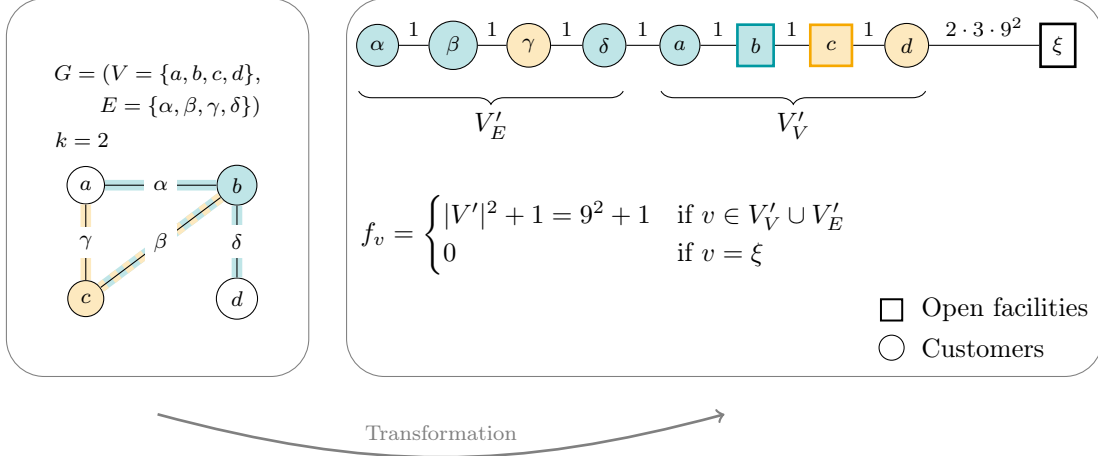 G = (V = {a, b, c, d},
E = {α, β, γ, δ})
k = 2
a α b
γ β δ
c d
α 1 β 1 γ 1 δ 1 a 1 b 1 c 1 d 2 · 3 · 9² ξ
V′_E V′_V
f_v = { |V′|² + 1 = 9² + 1 if v ∈ V′_V ∪ V′_E
0 if v = ξ
Open facilities
Customers
Transformation